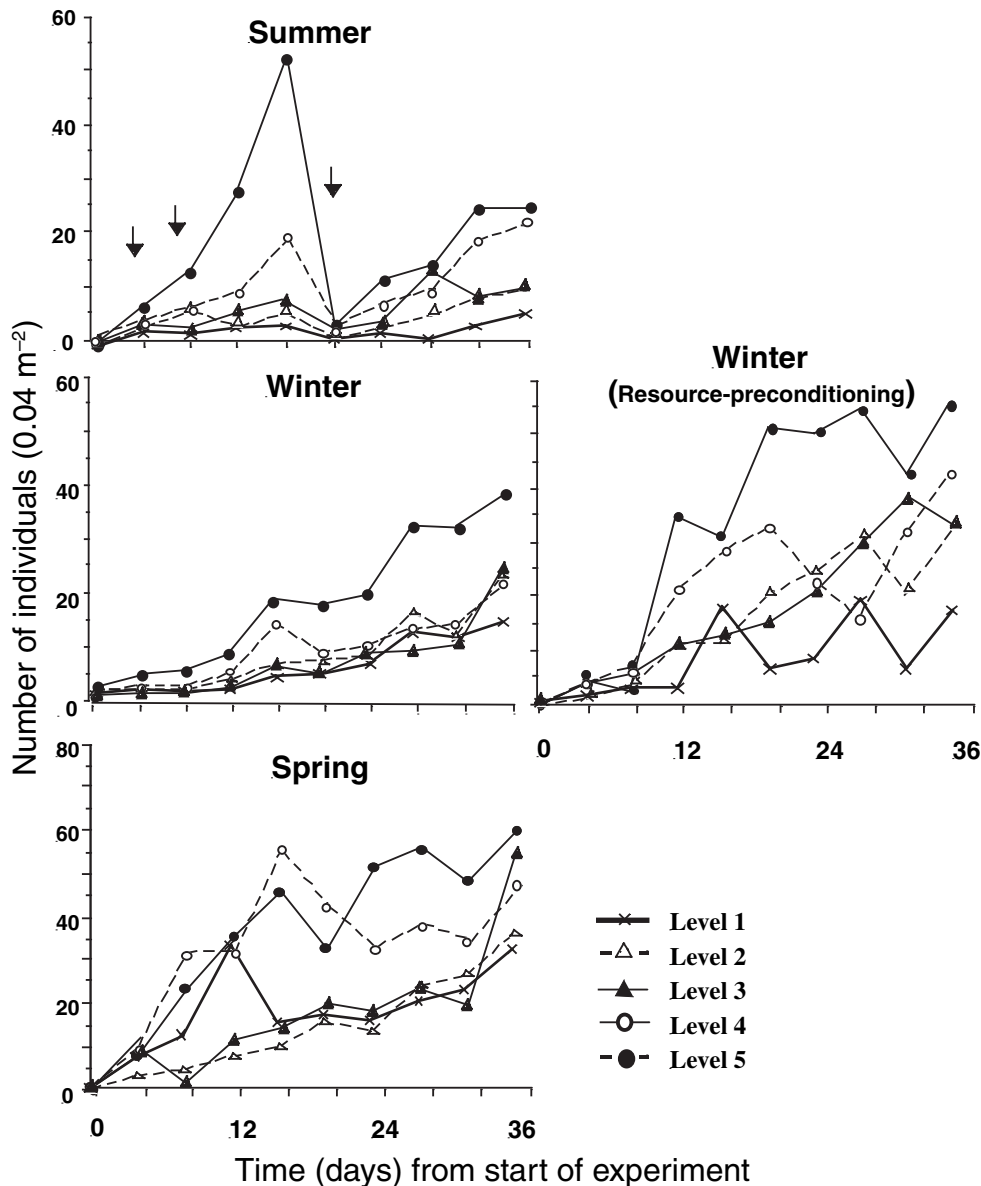 Summer
60
40
20
0
Winter
60
40
20
0
Winter
(Resource-preconditioning)
0
12
24
36
Spring
80
60
40
20
0
0
12
24
36
Number of individuals (0.04 m⁻²)
Time (days) from start of experiment
Level 1
Level 2
Level 3
Level 4
Level 5